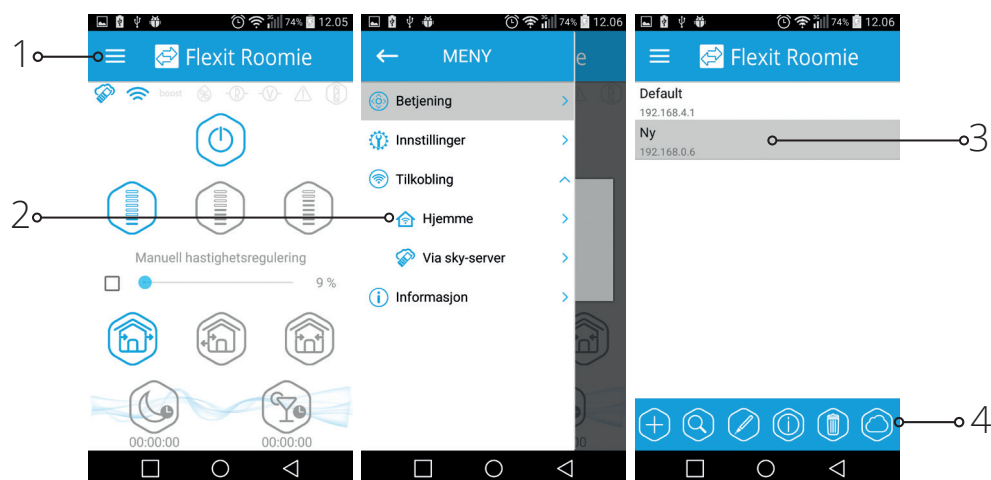 74% 12.05
1
Flexit Roomie
boost
Manuell hastighetsregulering
9 %
00:00:00 00:00:00
74% 12.06
MENY
e
Betjening
Innstillinger
Tilkobling
2
Hjemme
Via sky-server
Informasjon
74% 12.06
Flexit Roomie
Default
192.168.4.1
Ny
192.168.0.6
3
4